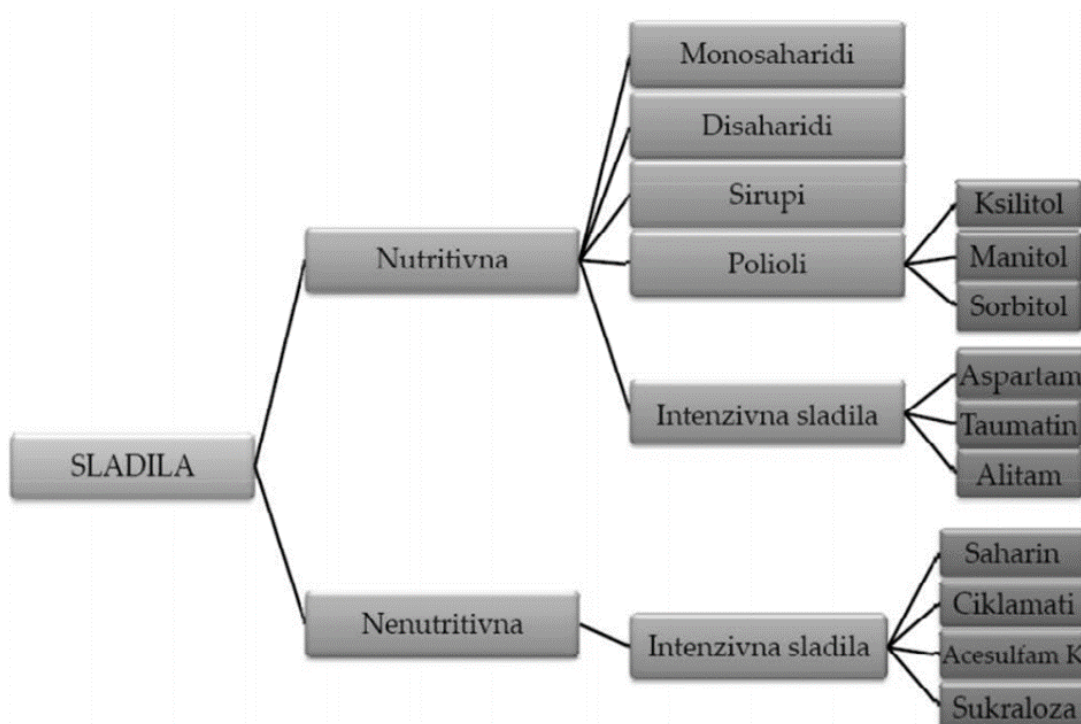 SLADILA
Nutritivna
Monosaharidi
Disaharidi
Sirupi
Polioli
Ksilitol
Manitol
Sorbitol
Intenzivna sladila
Aspartam
Taumatin
Alitam
Nenutritivna
Intenzivna sladila
Saharin
Ciklamati
Acesulfam K
Sukraloza